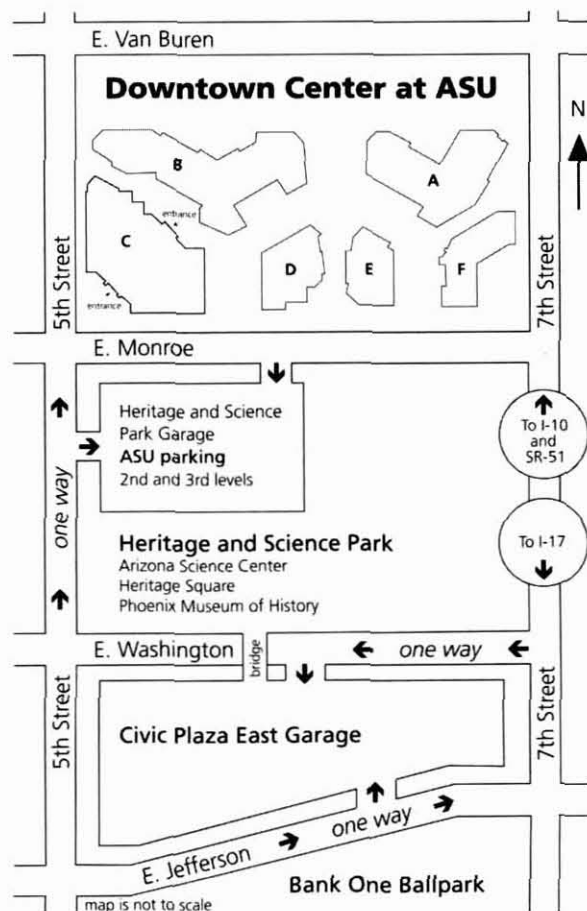 E. Van Buren
Downtown Center at ASU
N
B
A
entrance
C
D
E
F
entrance
5th Street
7th Street
E. Monroe
Heritage and Science
Park Garage
ASU parking
2nd and 3rd levels
To I-10
and
SR-51
one way
To I-17
Heritage and Science Park
Arizona Science Center
Heritage Square
Phoenix Museum of History
E. Washington
bridge
one way
5th Street
7th Street
Civic Plaza East Garage
E. Jefferson
one way
Bank One Ballpark
map is not to scale